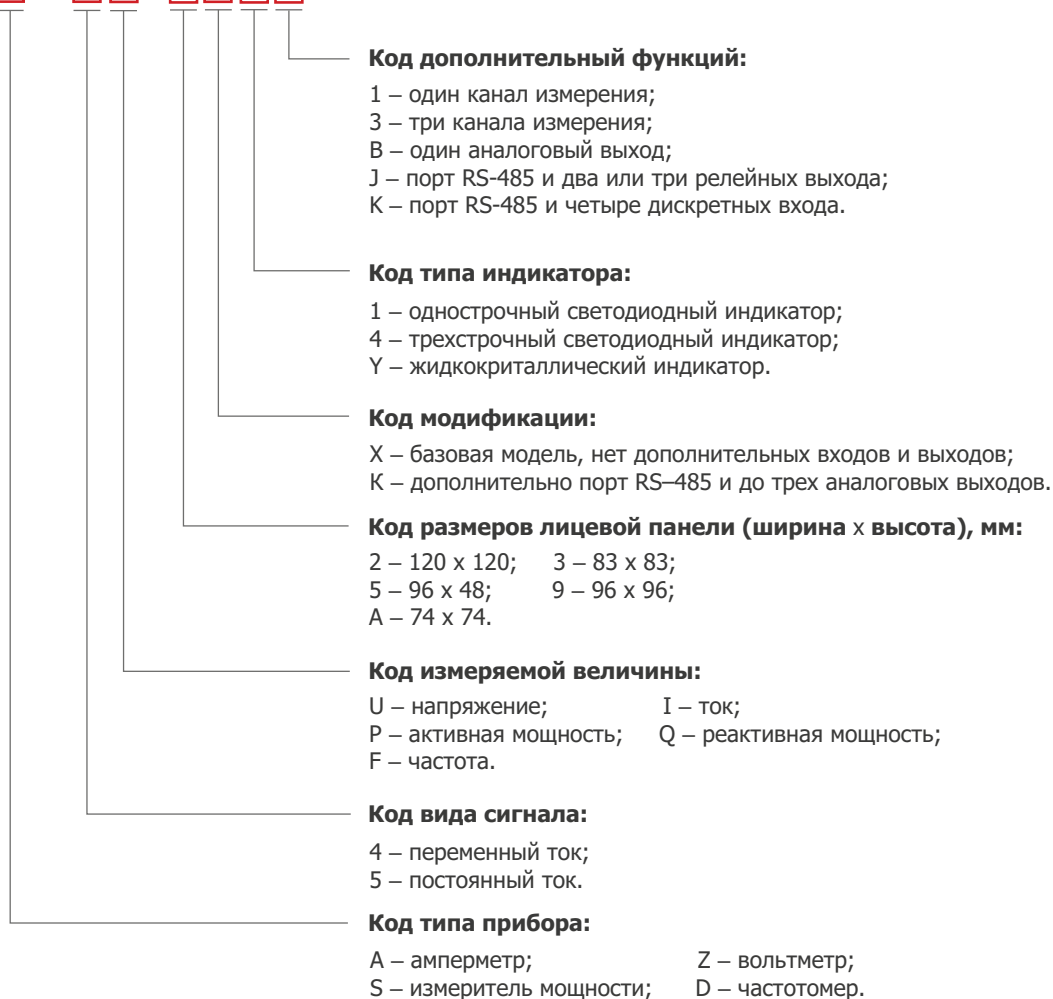 Код дополнительный функций:
1 – один канал измерения;
3 – три канала измерения;
B – один аналоговый выход;
J – порт RS-485 и два или три релейных выхода;
K – порт RS-485 и четыре дискретных входа.
Код типа индикатора:
1 – однострочный светодиодный индикатор;
4 – трехстрочный светодиодный индикатор;
Y – жидкокриталлический индикатор.
Код модификации:
X – базовая модель, нет дополнительных входов и выходов;
K – дополнительно порт RS–485 и до трех аналоговых выходов.
Код размеров лицевой панели (ширина x высота), мм:
2 – 120 x 120; 3 – 83 x 83;
5 – 96 x 48; 9 – 96 x 96;
A – 74 x 74.
Код измеряемой величины:
U – напряжение; I – ток;
P – активная мощность; Q – реактивная мощность;
F – частота.
Код вида сигнала:
4 – переменный ток;
5 – постоянный ток.
Код типа прибора:
A – амперметр; Z – вольтметр;
S – измеритель мощности; D – частотомер.